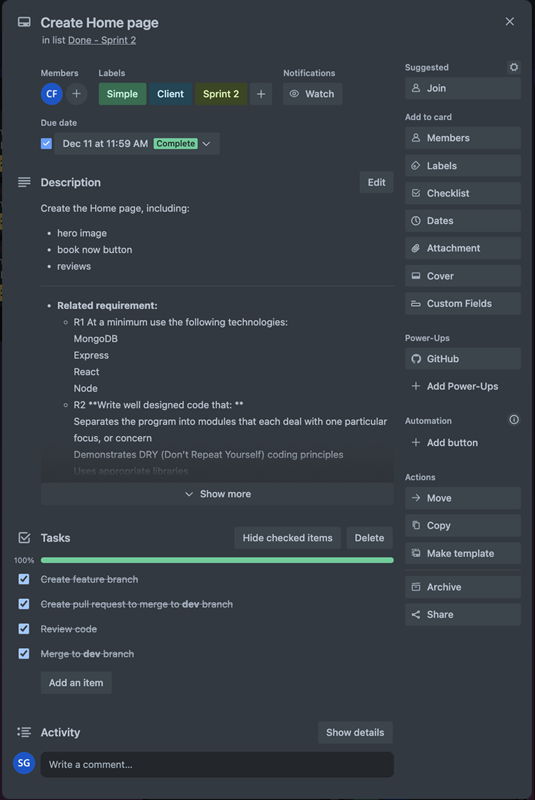 Create Home page
in list Done - Sprint 2
Members
Labels
Notifications
CF
Simple
Client
Sprint 2
Watch
Due date
Dec 11 at 11:59 AM Complete
Description
Edit
Create the Home page, including:
• hero image
• book now button
• reviews
• Related requirement:
R1 At a minimum use the following technologies:
MongoDB
Express
React
Node
R2 **Write well designed code that: **
Separates the program into modules that each deal with one particular
focus, or concern
Demonstrates DRY (Don't Repeat Yourself) coding principles
Uses appropriate libraries
Show more
Tasks
Hide checked items
Delete
100%
Create feature branch
Create pull request to merge to dev branch
Review code
Merge to dev branch
Add an item
Activity
Show details
SG
Write a comment…
Suggested
Join
Add to card
Members
Labels
Checklist
Dates
Attachment
Cover
Custom Fields
Power-Ups
GitHub
Add Power-Ups
Automation
Add button
Actions
Move
Copy
Make template
Archive
Share